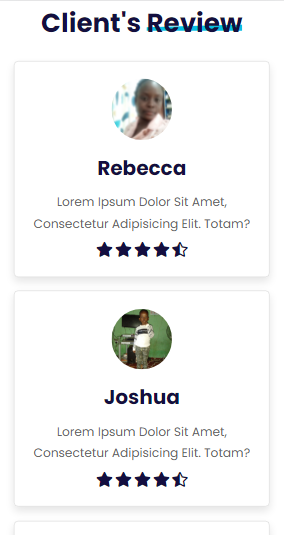 Client's Review
Rebecca
Lorem Ipsum Dolor Sit Amet,
Consectetur Adipisicing Elit. Totam?
Joshua
Lorem Ipsum Dolor Sit Amet,
Consectetur Adipisicing Elit. Totam?